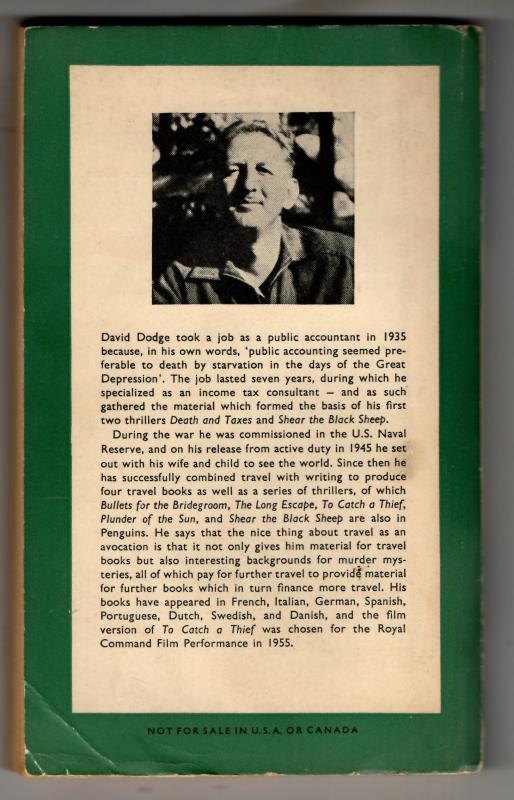 David Dodge took a job as a public accountant in 1935
because, in his own words, ‘public accounting seemed pre-
ferable to death by starvation in the days of the Great
Depression’. The job lasted seven years, during which he
specialized as an income tax consultant – and as such
gathered the material which formed the basis of his first
two thrillers Death and Taxes and Shear the Black Sheep.
During the war he was commissioned in the U.S. Naval
Reserve, and on his release from active duty in 1945 he set
out with his wife and child to see the world. Since then he
has successfully combined travel with writing to produce
four travel books as well as a series of thrillers, of which
Bullets for the Bridegroom, The Long Escape, To Catch a Thief,
Plunder of the Sun, and Shear the Black Sheep are also in
Penguins. He says that the nice thing about travel as an
avocation is that it not only gives him material for travel
books but also interesting backgrounds for murder mys-
teries, all of which pay for further travel to provide material
for further books which in turn finance more travel. His
books have appeared in French, Italian, German, Spanish,
Portuguese, Dutch, Swedish, and Danish, and the film
version of To Catch a Thief was chosen for the Royal
Command Film Performance in 1955.
NOT FOR SALE IN U.S.A. OR CANADA